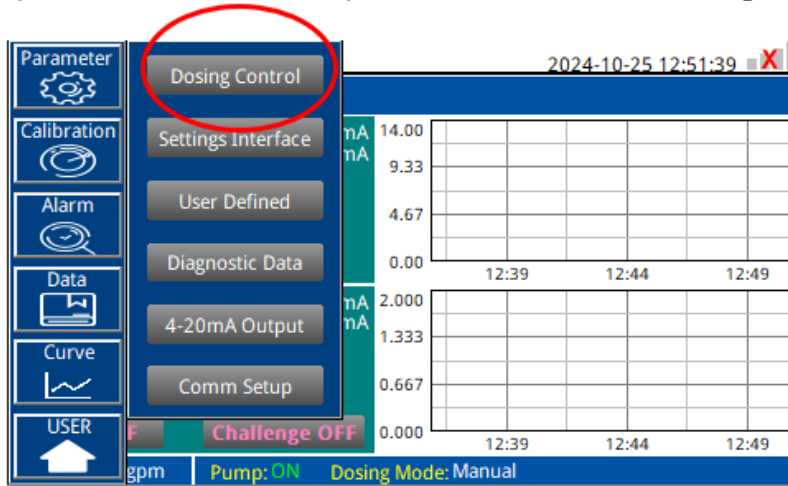 Parameter
Calibration
Alarm
Data
Curve
USER
Dosing Control
Settings Interface
User Defined
Diagnostic Data
4-20mA Output
Comm Setup
2024-10-25 12:51:39 X
mA
mA
14.00
9.33
4.67
0.00
12:39 12:44 12:49
mA
mA
2.000
1.333
0.667
0.000
12:39 12:44 12:49
F Challenge OFF
gpm Pump: ON Dosing Mode: Manual